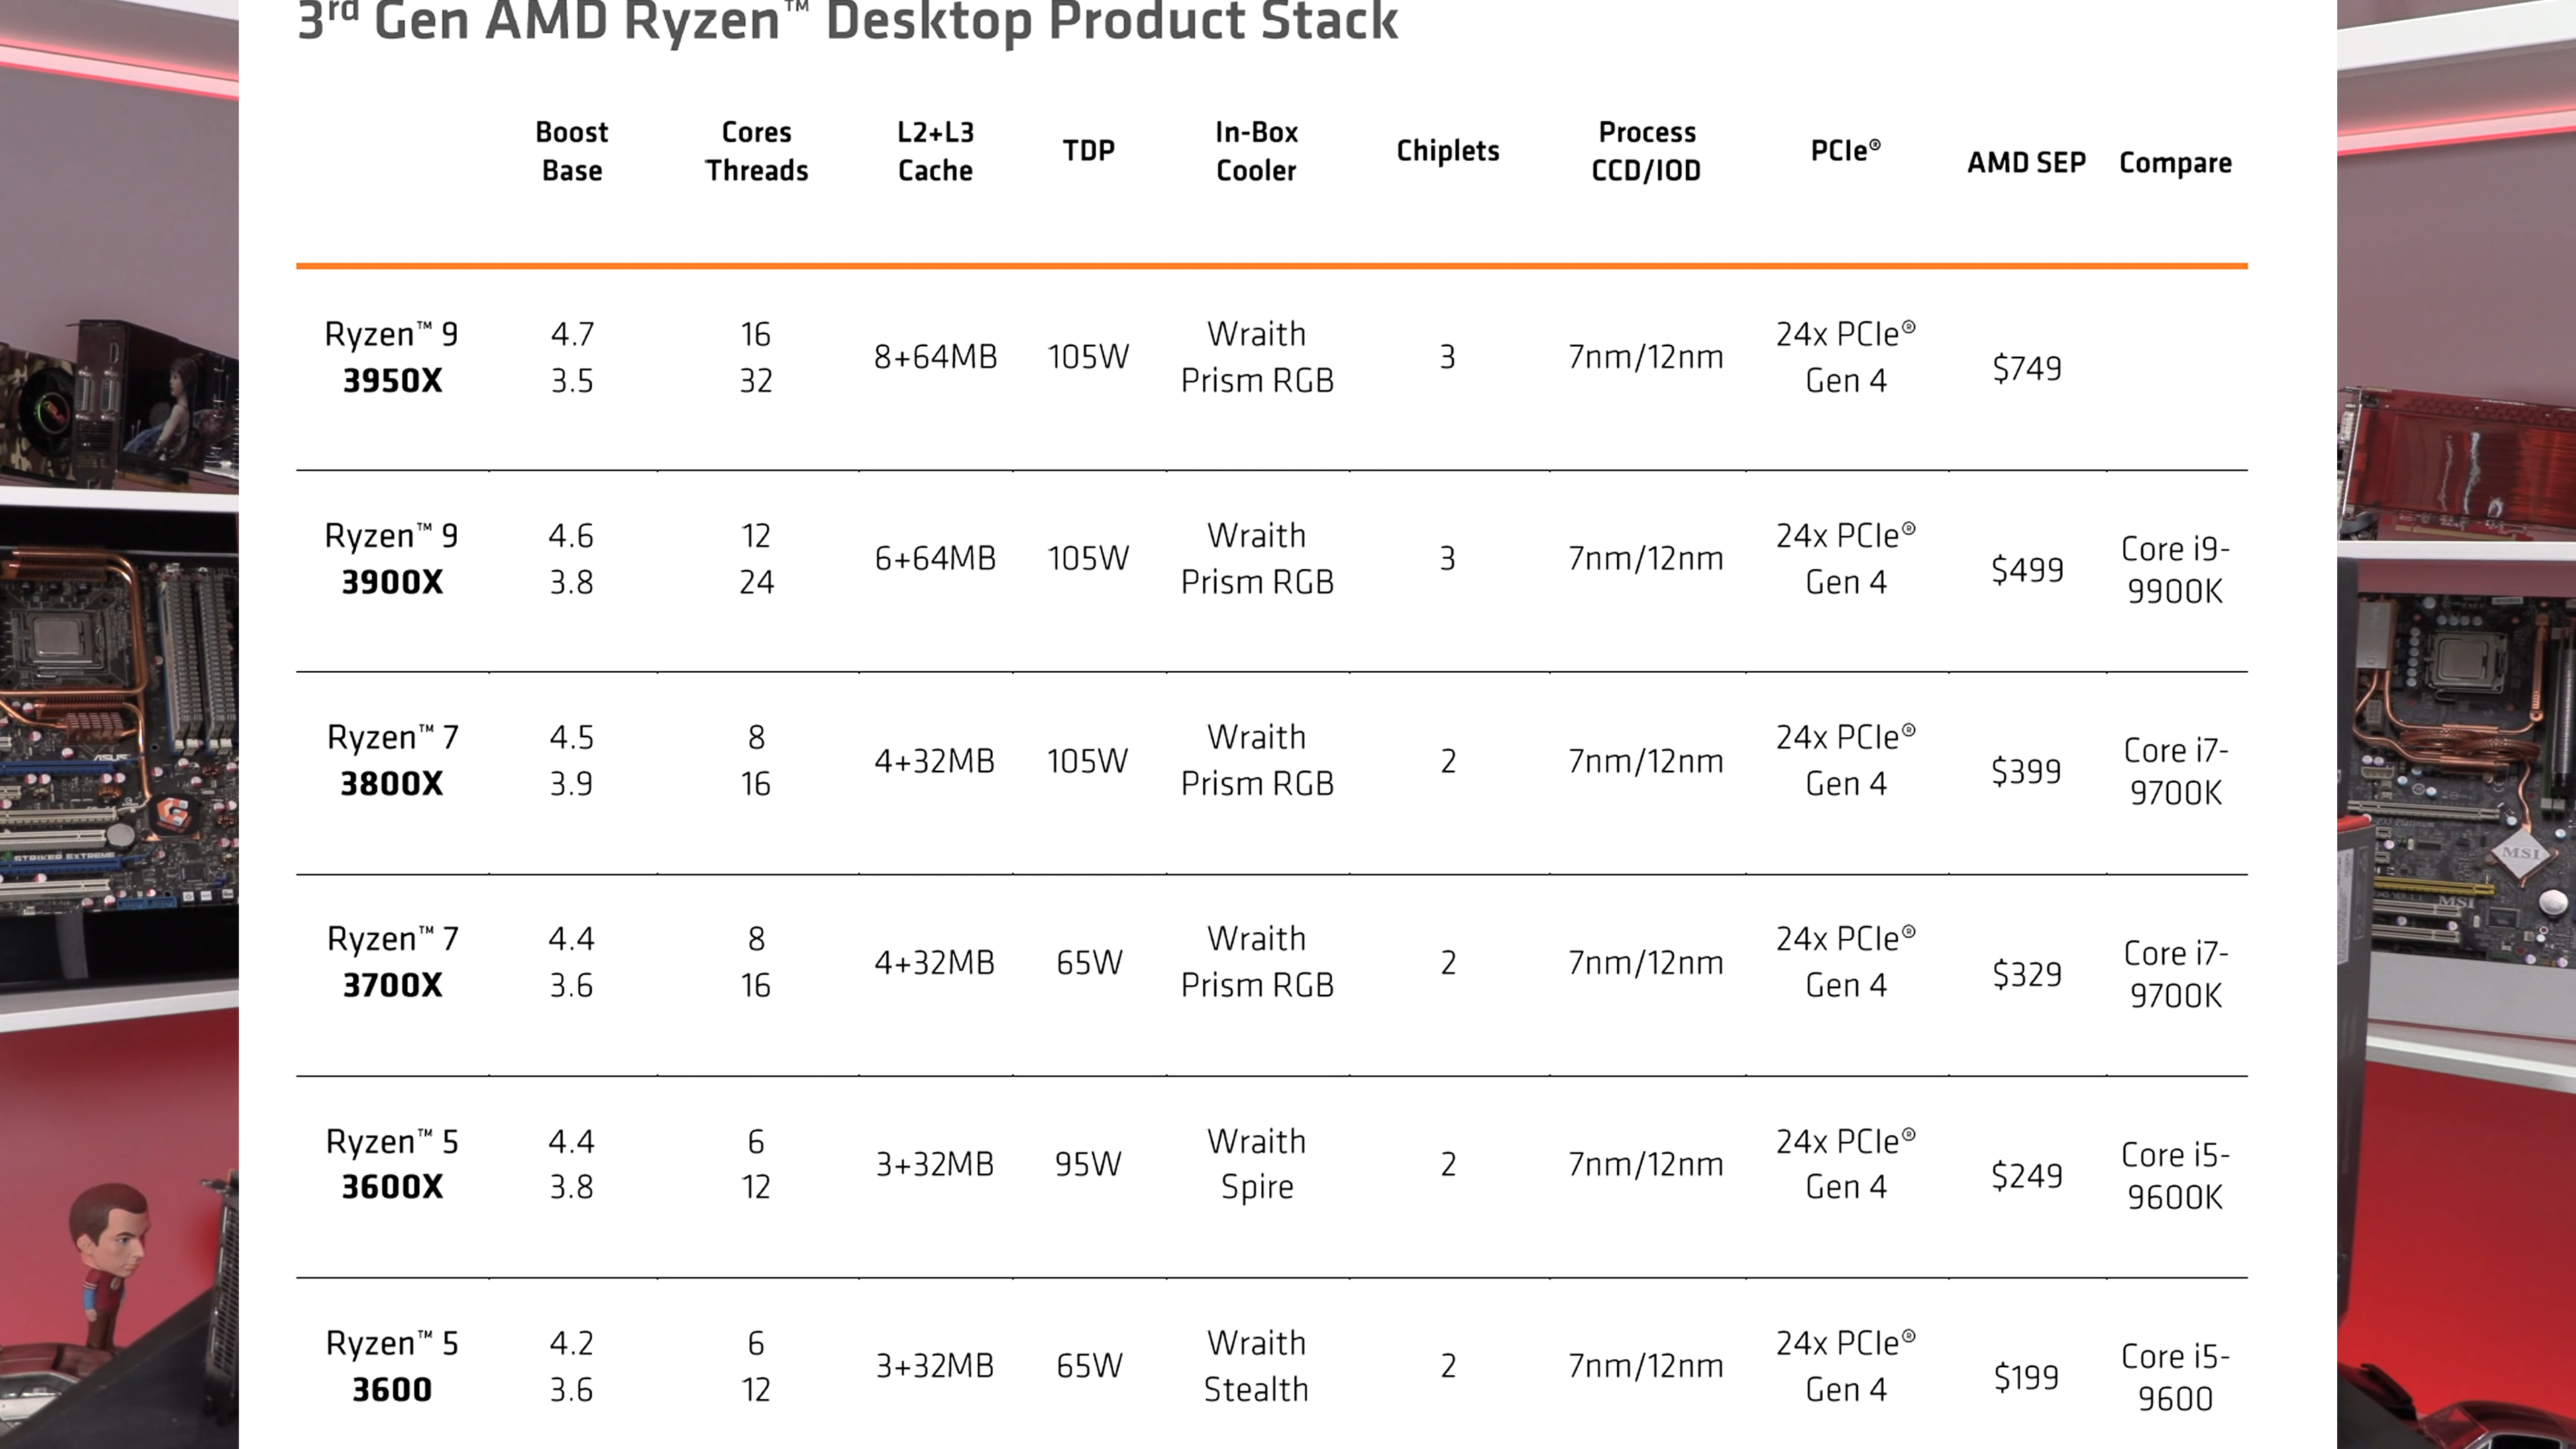 3rd Gen AMD Ryzen™ Desktop Product Stack
Boost Base Cores Threads L2+L3 Cache TDP In-Box Cooler Chiplets Process CCD/IOD PCIe® AMD SEP Compare
Ryzen™ 9 3950X 4.7 3.5 16 32 8+64MB 105W Wraith Prism RGB 3 7nm/12nm 24x PCIe® Gen 4 $749
Ryzen™ 9 3900X 4.6 3.8 12 24 6+64MB 105W Wraith Prism RGB 3 7nm/12nm 24x PCIe® Gen 4 $499 Core i9-9900K
Ryzen™ 7 3800X 4.5 3.9 8 16 4+32MB 105W Wraith Prism RGB 2 7nm/12nm 24x PCIe® Gen 4 $399 Core i7-9700K
Ryzen™ 7 3700X 4.4 3.6 8 16 4+32MB 65W Wraith Prism RGB 2 7nm/12nm 24x PCIe® Gen 4 $329 Core i7-9700K
Ryzen™ 5 3600X 4.4 3.8 6 12 3+32MB 95W Wraith Spire 2 7nm/12nm 24x PCIe® Gen 4 $249 Core i5-9600K
Ryzen™ 5 3600 4.2 3.6 6 12 3+32MB 65W Wraith Stealth 2 7nm/12nm 24x PCIe® Gen 4 $199 Core i5-9600
ASUS
STRIKER EXTREME
MSI
MSI